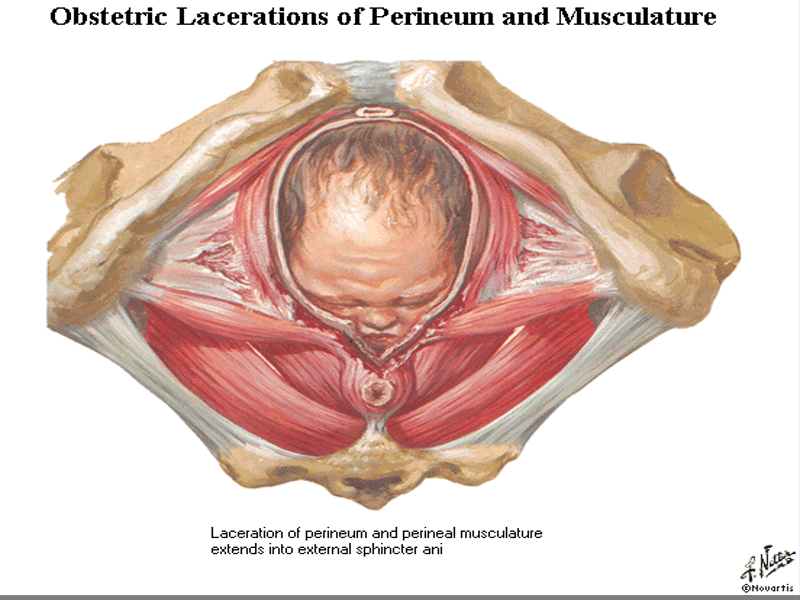 Obstetric Lacerations of Perineum and Musculature
Laceration of perineum and perineal musculature
extends into external sphincter ani
f. Netter
©Novartis